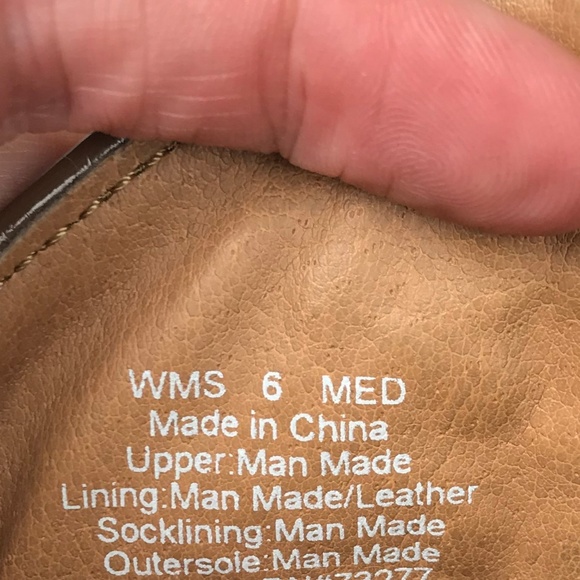 WMS 6 MED
Made in China
Upper:Man Made
Lining:Man Made/Leather
Socklining:Man Made
Outersole:Man Made